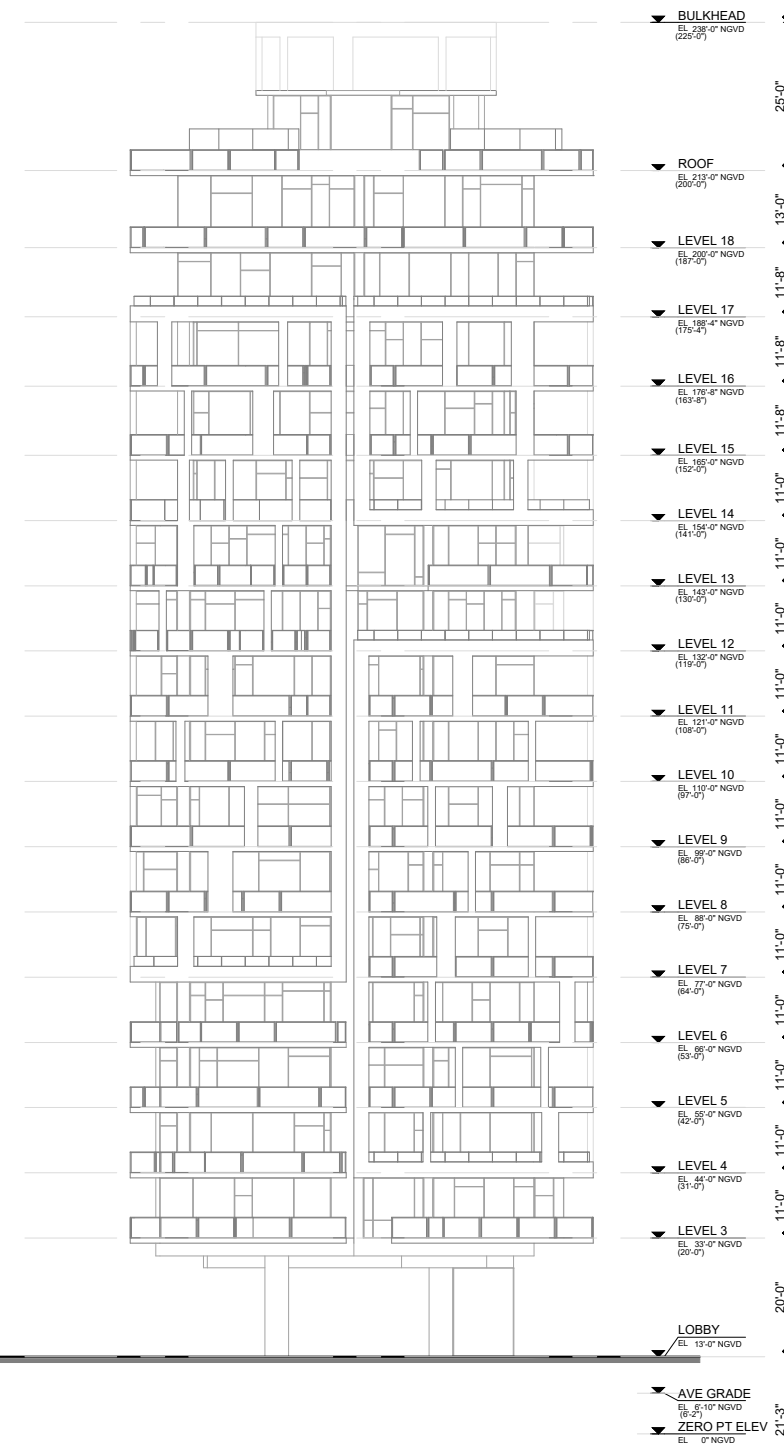 BULKHEAD
EL 238'-0" NGVD
(225'-0")
25'-0"
ROOF
EL 213'-0" NGVD
(200'-0")
13'-0"
LEVEL 18
EL 200'-0" NGVD
(187'-0")
11'-8"
LEVEL 17
EL 188'-4" NGVD
(175'-4")
11'-8"
LEVEL 16
EL 176'-8" NGVD
(163'-8")
11'-8"
LEVEL 15
EL 165'-0" NGVD
(152'-0")
11'-0"
LEVEL 14
EL 154'-0" NGVD
(141'-0")
11'-0"
LEVEL 13
EL 143'-0" NGVD
(130'-0")
11'-0"
LEVEL 12
EL 132'-0" NGVD
(119'-0")
11'-0"
LEVEL 11
EL 121'-0" NGVD
(108'-0")
11'-0"
LEVEL 10
EL 110'-0" NGVD
(97'-0")
11'-0"
LEVEL 9
EL 99'-0" NGVD
(86'-0")
11'-0"
LEVEL 8
EL 88'-0" NGVD
(75'-0")
11'-0"
LEVEL 7
EL 77'-0" NGVD
(64'-0")
11'-0"
LEVEL 6
EL 66'-0" NGVD
(53'-0")
11'-0"
LEVEL 5
EL 55'-0" NGVD
(42'-0")
11'-0"
LEVEL 4
EL 44'-0" NGVD
(31'-0")
11'-0"
LEVEL 3
EL 33'-0" NGVD
(20'-0")
20'-0"
LOBBY
EL 13'-0" NGVD
AVE GRADE
EL 6'-10" NGVD
(6'-2")
21'-3"
ZERO PT ELEV
EL 0" NGVD